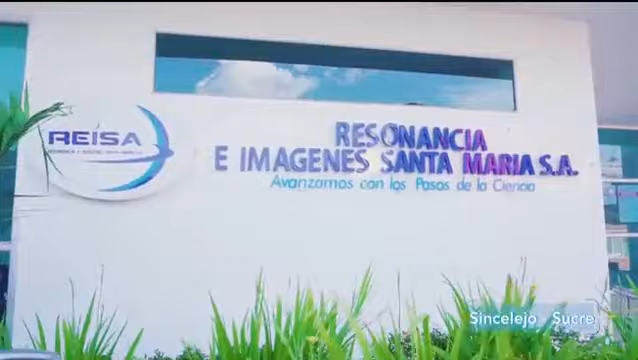 REISA
RESONANCIA
E IMAGENES SANTA MARIA S.A.
Avanzamos con los Pasos de la Ciencia
Sincelejo - Sucre